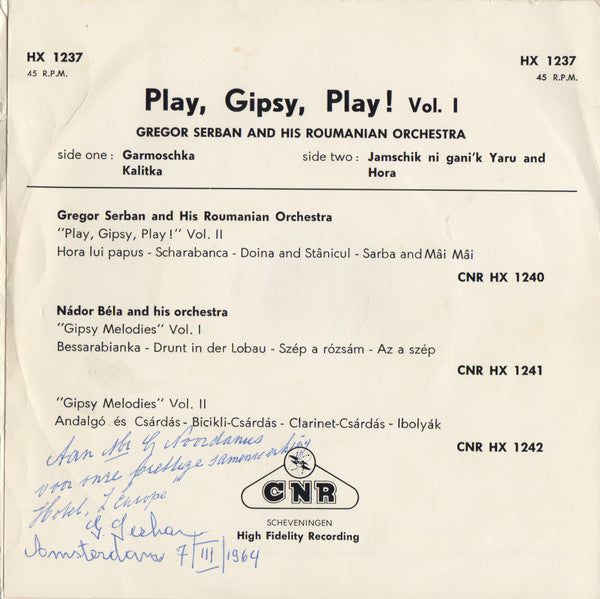 HX 1237
45 R.P.M.
HX 1237
45 R.P.M.
Play, Gipsy, Play! Vol. I
GREGOR SERBAN AND HIS ROUMANIAN ORCHESTRA
side one : Garmoschka
Kalitka
side two : Jamschik ni gani'k Yaru and
Hora
Gregor Serban and His Roumanian Orchestra
"Play, Gipsy, Play!" Vol. II
Hora lui papus - Scharabanca - Doina and Stânicul - Sarba and Mâi Mâi
CNR HX 1240
Nádor Béla and his orchestra
"Gipsy Melodies" Vol. I
Bessarabianka - Drunt in der Lobau - Szép a rózsám - Az a szép
CNR HX 1241
"Gipsy Melodies" Vol. II
Andalgó és Csárdás - Bicikli-Csárdás - Clarinet-Csárdás - Ibolyák
CNR HX 1242
Aan Mr G Noordanus
voor onze prettige samenwerking
Hotel, L'Europe
G. Serban
Amsterdam 7/III/1964
CNR
SCHEVENINGEN
High Fidelity Recording